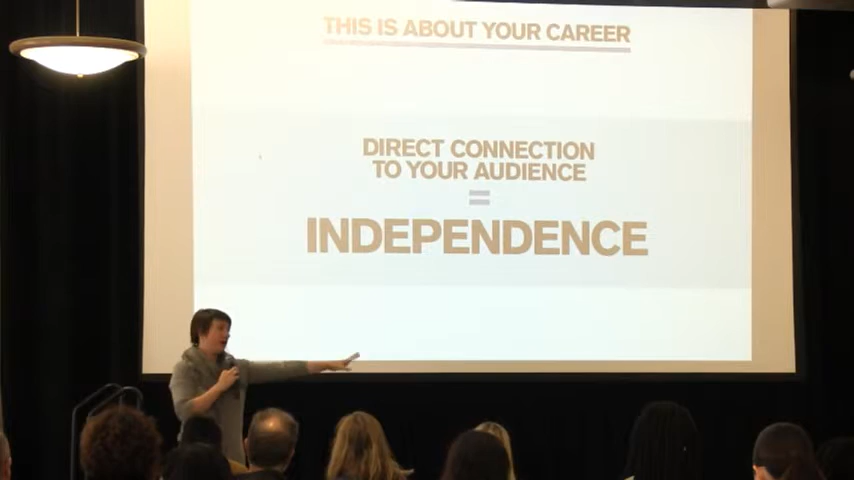 THIS IS ABOUT YOUR CAREER
DIRECT CONNECTION
TO YOUR AUDIENCE
=
INDEPENDENCE